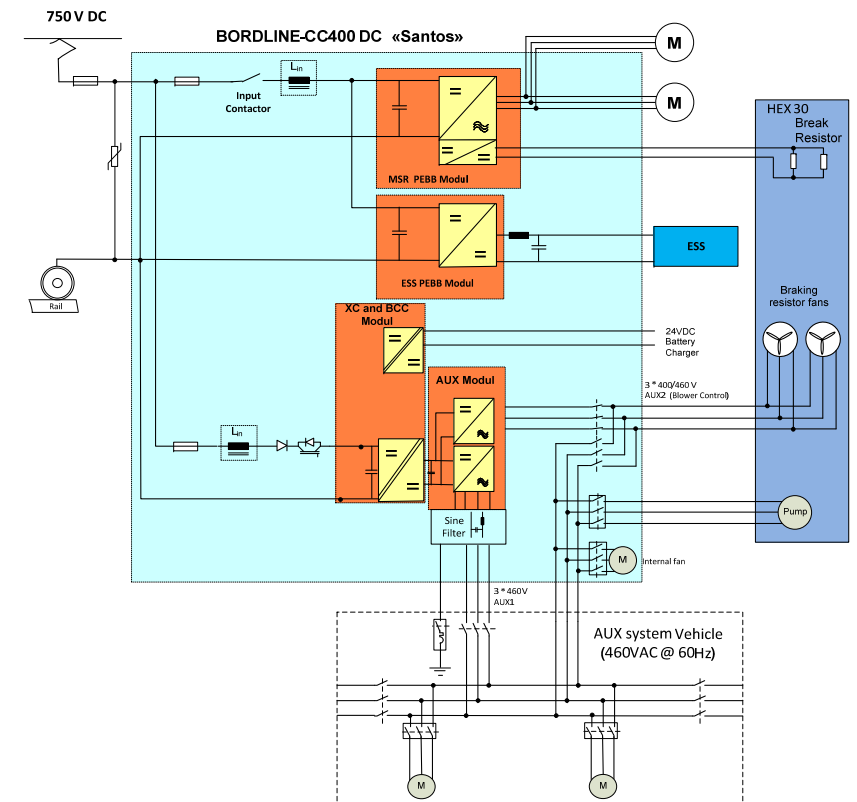 750 V DC
BORDLINE-CC400 DC «Santos»
Lin
Input
Contactor
M
M
MSR PEBB Modul
HEX 30
Break
Resistor
ESS PEBB Modul
ESS
Rail
Braking
resistor fans
XC and BCC
Modul
24VDC
Battery
Charger
AUX Modul
3 * 400/460 V
AUX2 (Blower Control)
Lin
Sine
Filter
Pump
M
Internal fan
3 * 460V
AUX1
AUX system Vehicle
(460VAC @ 60Hz)
M
M